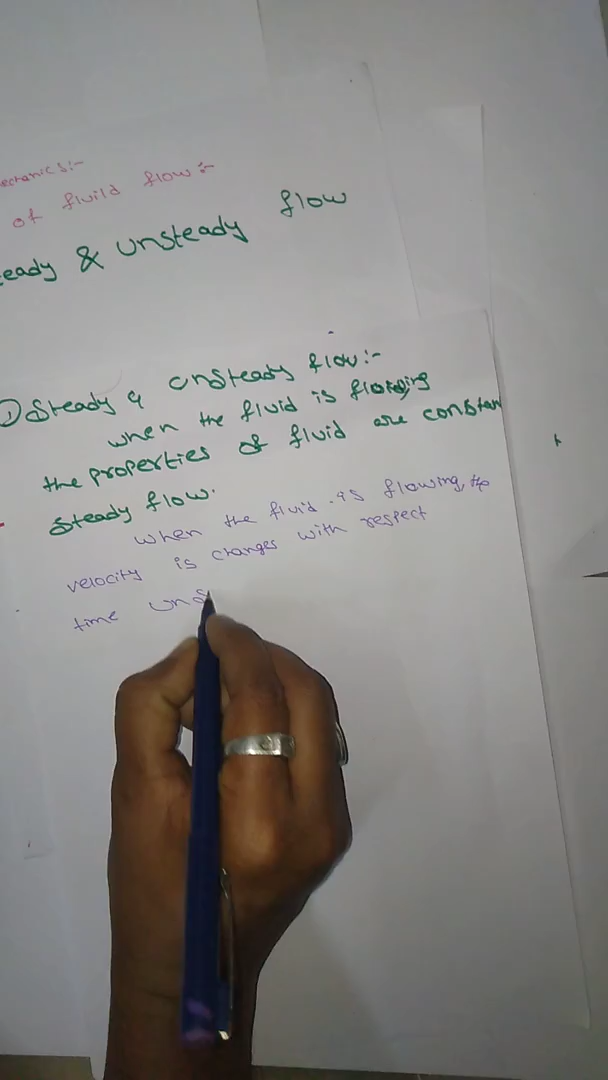 echanics:-
of fluild flow:-
eady & unsteady flow
1) Steady & unsteady flow:-
when the fluid is flowing
the properties of fluid are constan
steady flow.
when the fluid is flowing, the
velocity is changes with respect
time uns